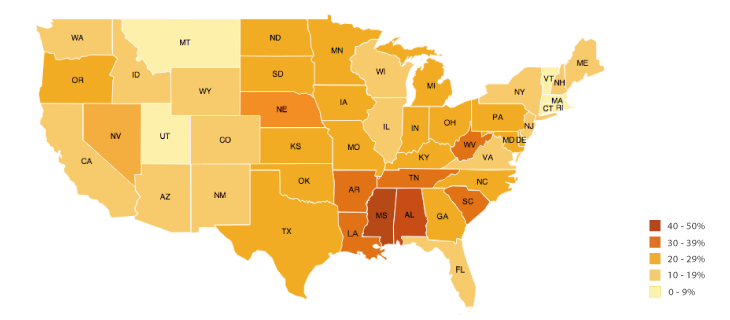 WA
MT
ND
MN
ME
VT NH
OR
ID
SD
WI
NY
MA
CT RI
WY
MI
NE
IA
PA
NJ
NV
UT
CO
IL
IN
OH
MD DE
CA
KS
MO
WV
VA
KY
AZ
NM
OK
AR
TN
NC
SC
TX
LA
MS
AL
GA
FL
40 - 50%
30 - 39%
20 - 29%
10 - 19%
0 - 9%